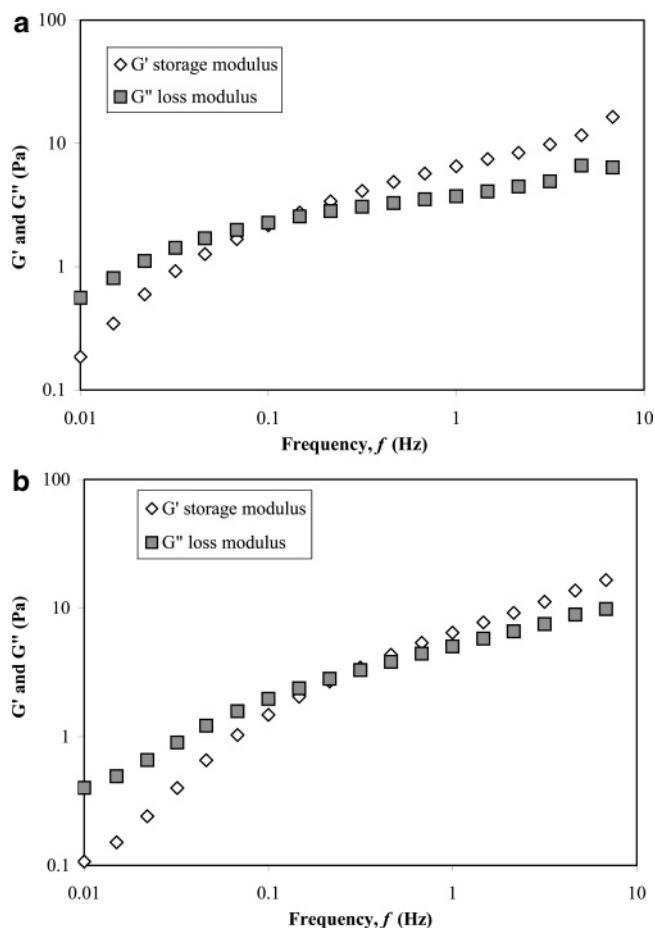 a
100
G' storage modulus
G" loss modulus
10
G' and G" (Pa)
1
0.1
0.01 0.1 1 10
Frequency, f (Hz)
b
100
G' storage modulus
G" loss modulus
10
G' and G" (Pa)
1
0.1
0.01 0.1 1 10
Frequency, f (Hz)